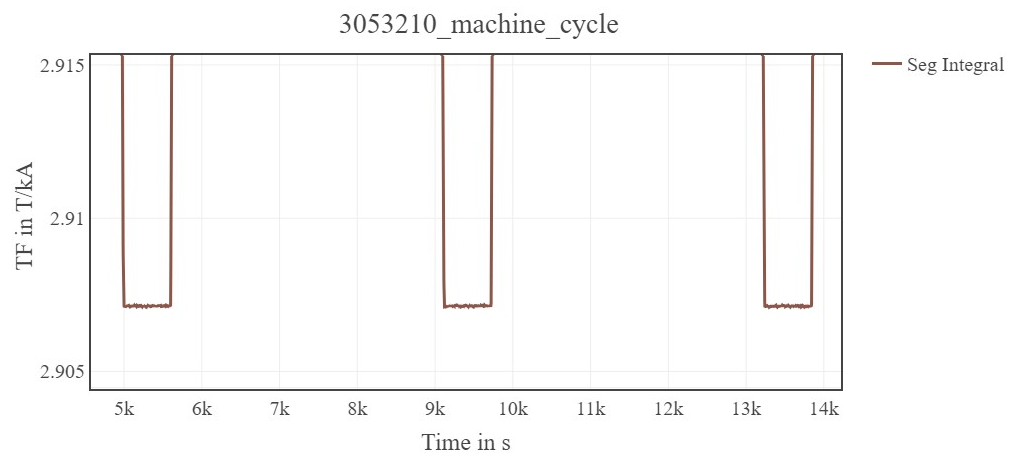 3053210_machine_cycle
Seg Integral
TF in T/kA
2.915
2.91
2.905
5k 6k 7k 8k 9k 10k 11k 12k 13k 14k
Time in s